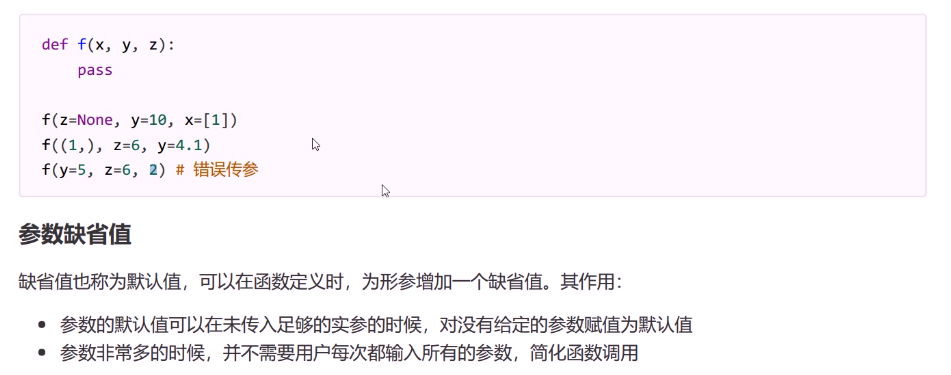 def f(x, y, z):
    pass
f(z=None, y=10, x=[1])
f((1,), z=6, y=4.1)
f(y=5, z=6, 2) # 错误传参
参数缺省值
缺省值也称为默认值，可以在函数定义时，为形参增加一个缺省值。其作用：
• 参数的默认值可以在未传入足够的实参的时候，对没有给定的参数赋值为默认值
• 参数非常多的时候，并不需要用户每次都输入所有的参数，简化函数调用